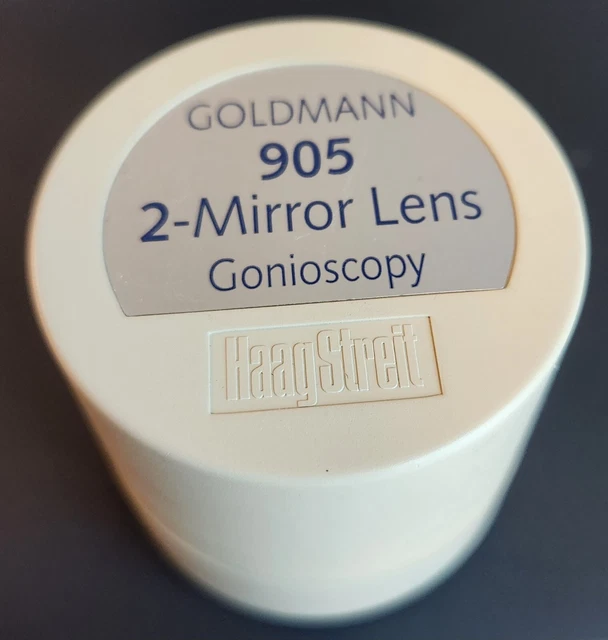 GOLDMANN
905
2-Mirror Lens
Gonioscopy
HaagStreit